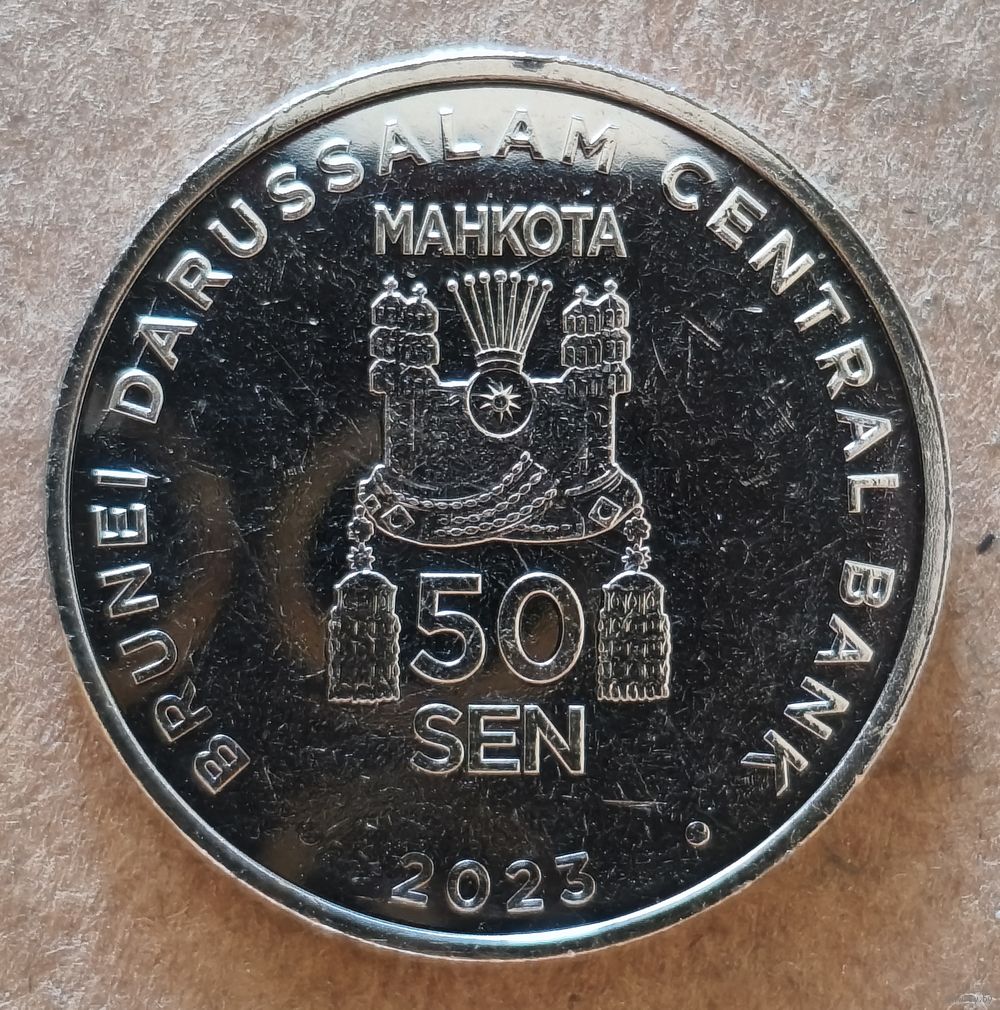 BRUNEI DARUSSALAM CENTRAL BANK
MAHKOTA
50
SEN
• 2023 •